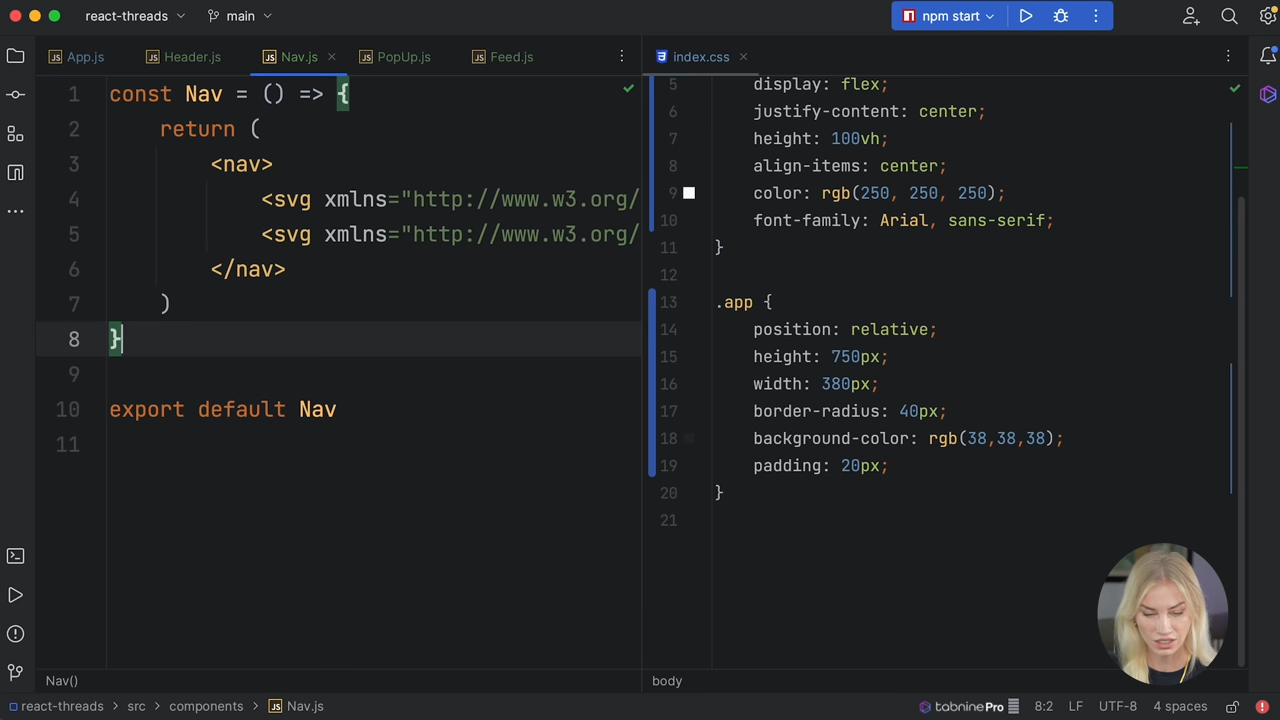 react-threads
main
npm start
App.js
Header.js
Nav.js
PopUp.js
Feed.js
index.css
1 const Nav = () => {
2 return (
3 <nav>
4 <svg xmlns="http://www.w3.org/
5 <svg xmlns="http://www.w3.org/
6 </nav>
7 )
8 }
9
10 export default Nav
11
5 display: flex;
6 justify-content: center;
7 height: 100vh;
8 align-items: center;
9 color: rgb(250, 250, 250);
10 font-family: Arial, sans-serif;
11 }
12
13 .app {
14 position: relative;
15 height: 750px;
16 width: 380px;
17 border-radius: 40px;
18 background-color: rgb(38,38,38);
19 padding: 20px;
20 }
21
Nav()
body
react-threads > src > components > JS Nav.js
tabninePro
8:2
LF
UTF-8
4 spaces